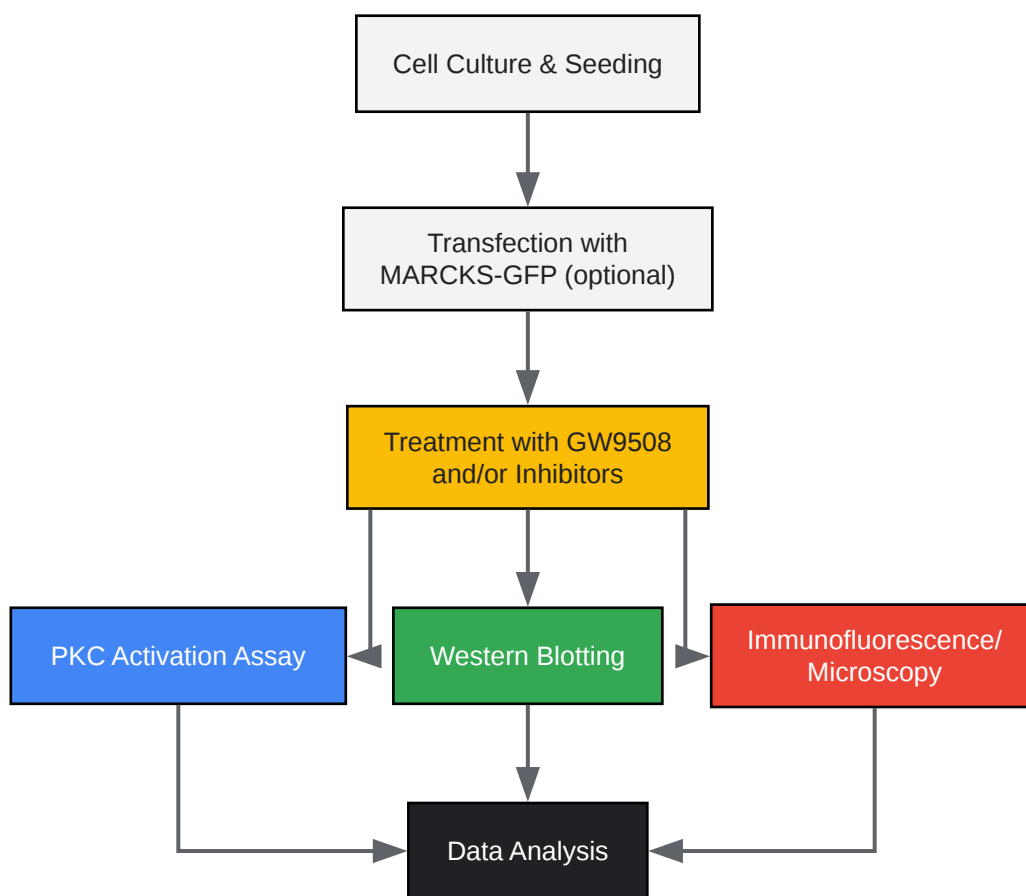 Cell Culture & Seeding
Transfection with
MARCKS-GFP (optional)
Treatment with GW9508
and/or Inhibitors
PKC Activation Assay
Western Blotting
Immunofluorescence/
Microscopy
Data Analysis